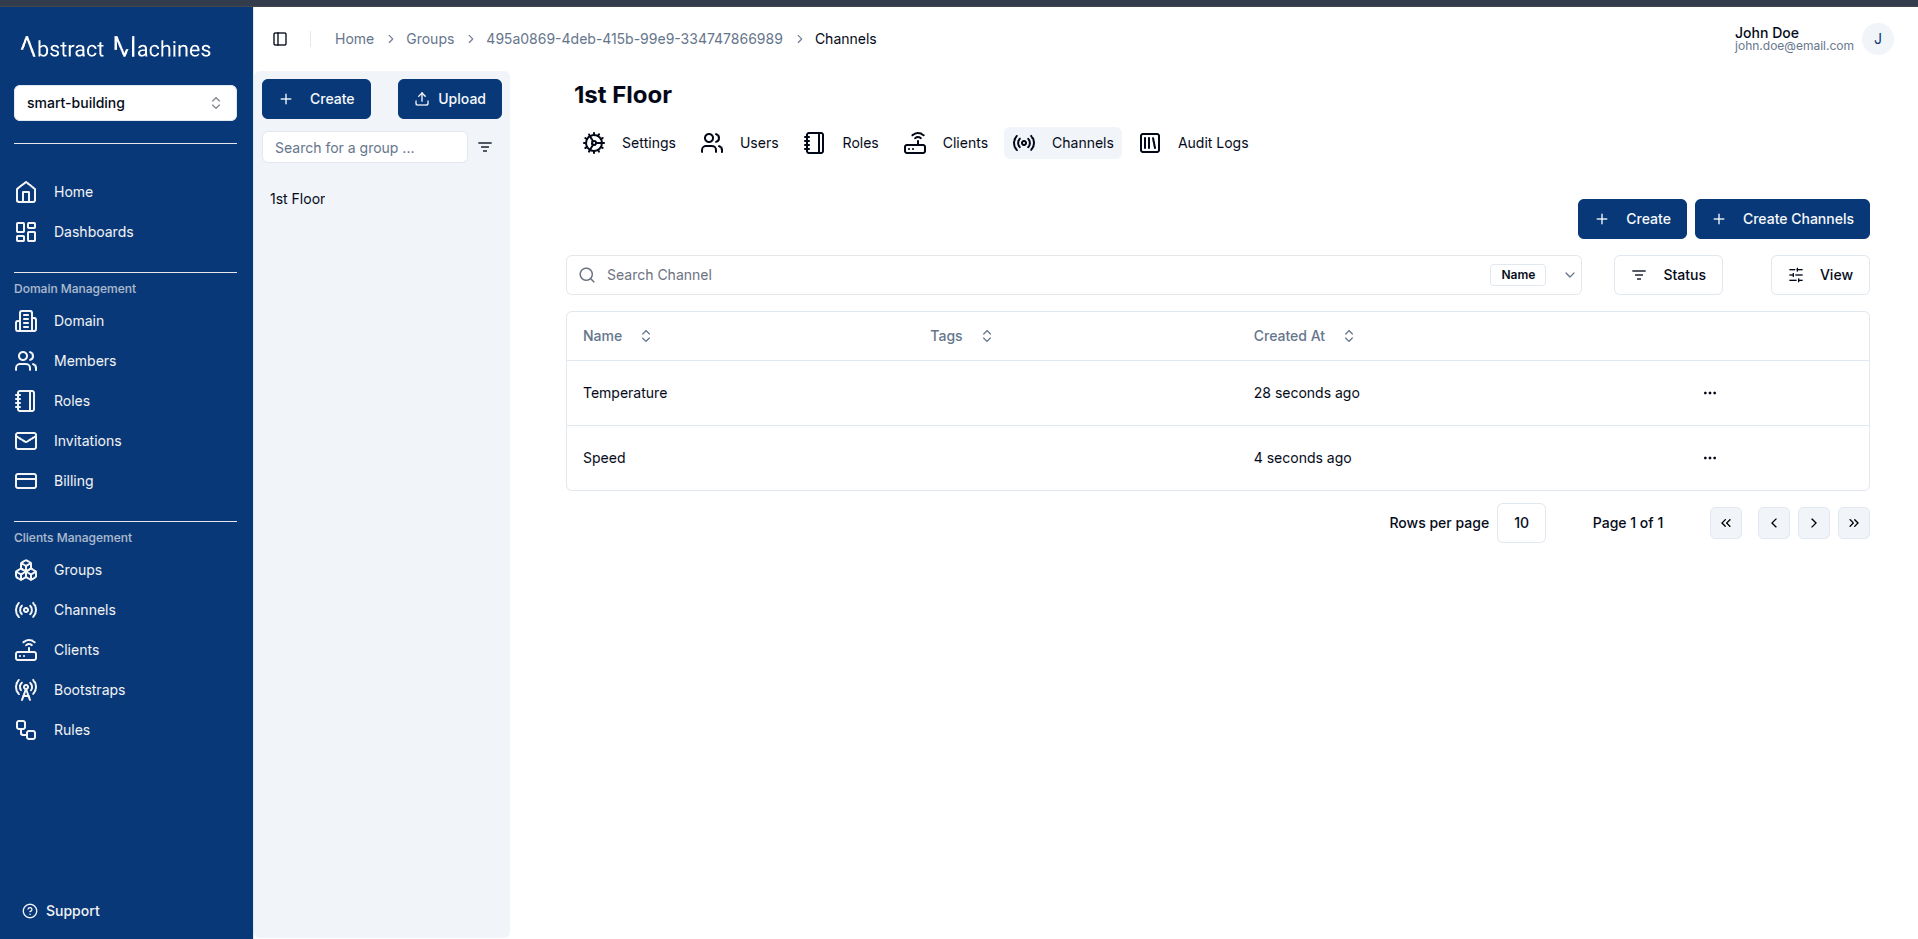 Abstract Machines
smart-building
Home
Dashboards
Domain Management
Domain
Members
Roles
Invitations
Billing
Clients Management
Groups
Channels
Clients
Bootstraps
Rules
Support
Home > Groups > 495a0869-4deb-415b-99e9-334747866989 > Channels
John Doe
john.doe@email.com
J
+ Create
Upload
Search for a group ...
1st Floor
1st Floor
Settings Users Roles Clients Channels Audit Logs
+ Create + Create Channels
Search Channel Name Status View
Name Tags Created At
Temperature 28 seconds ago ...
Speed 4 seconds ago ...
Rows per page 10 Page 1 of 1